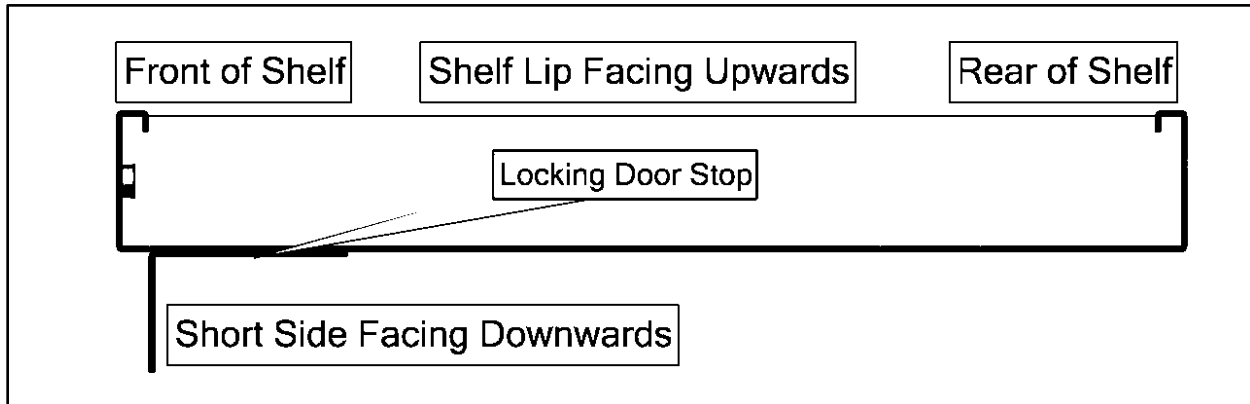 Front of Shelf
Shelf Lip Facing Upwards
Rear of Shelf
Locking Door Stop
Short Side Facing Downwards